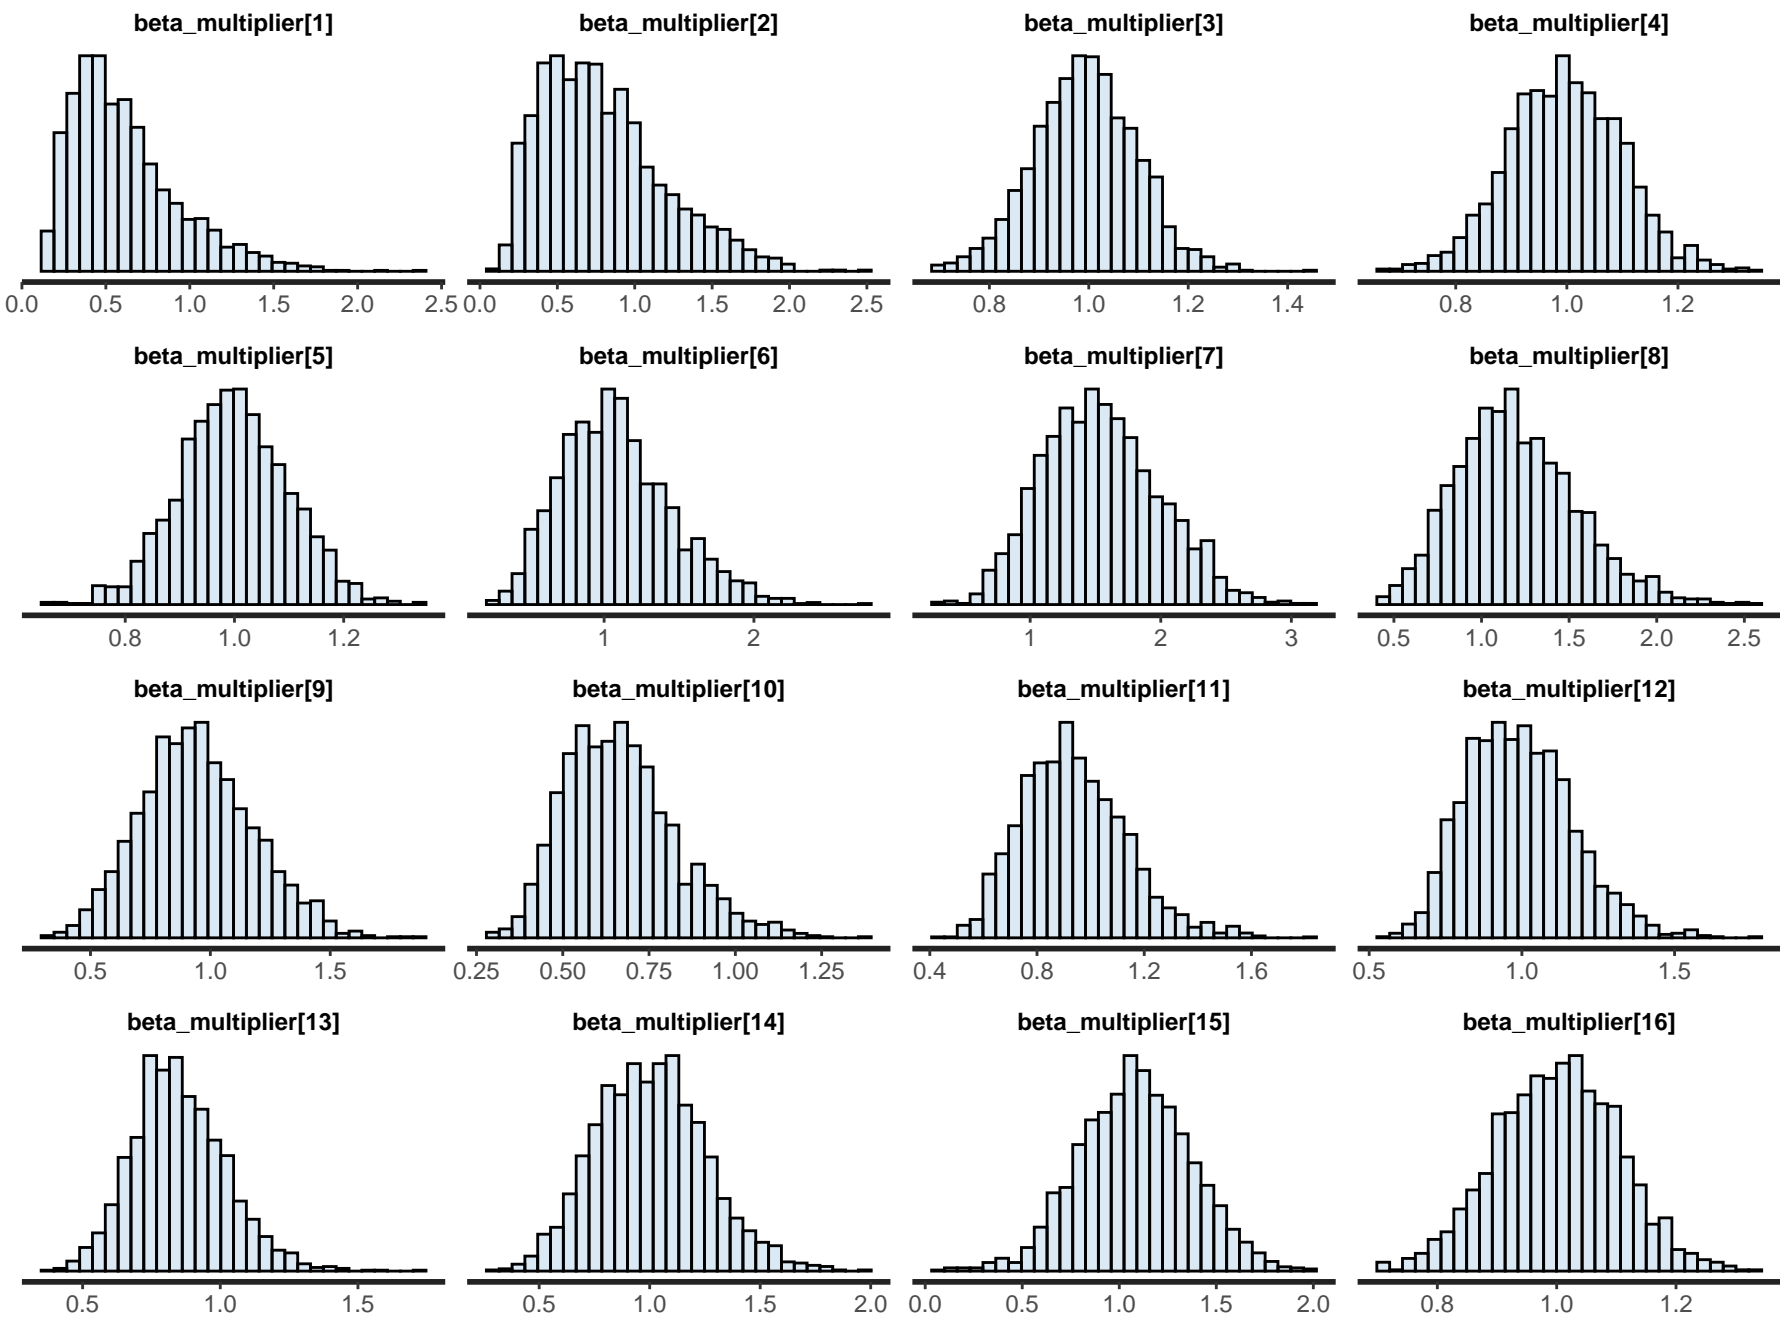 beta_multiplier[1] beta_multiplier[2] beta_multiplier[3] beta_multiplier[4]
0.0 0.5 1.0 1.5 2.0 2.5 0.0 0.5 1.0 1.5 2.0 2.5 0.8 1.0 1.2 1.4 0.8 1.0 1.2
beta_multiplier[5] beta_multiplier[6] beta_multiplier[7] beta_multiplier[8]
0.8 1.0 1.2 1 2 1 2 3 0.5 1.0 1.5 2.0 2.5
beta_multiplier[9] beta_multiplier[10] beta_multiplier[11] beta_multiplier[12]
0.5 1.0 1.5 0.25 0.50 0.75 1.00 1.25 0.4 0.8 1.2 1.6 0.5 1.0 1.5
beta_multiplier[13] beta_multiplier[14] beta_multiplier[15] beta_multiplier[16]
0.5 1.0 1.5 0.5 1.0 1.5 2.0 0.0 0.5 1.0 1.5 2.0 0.8 1.0 1.2